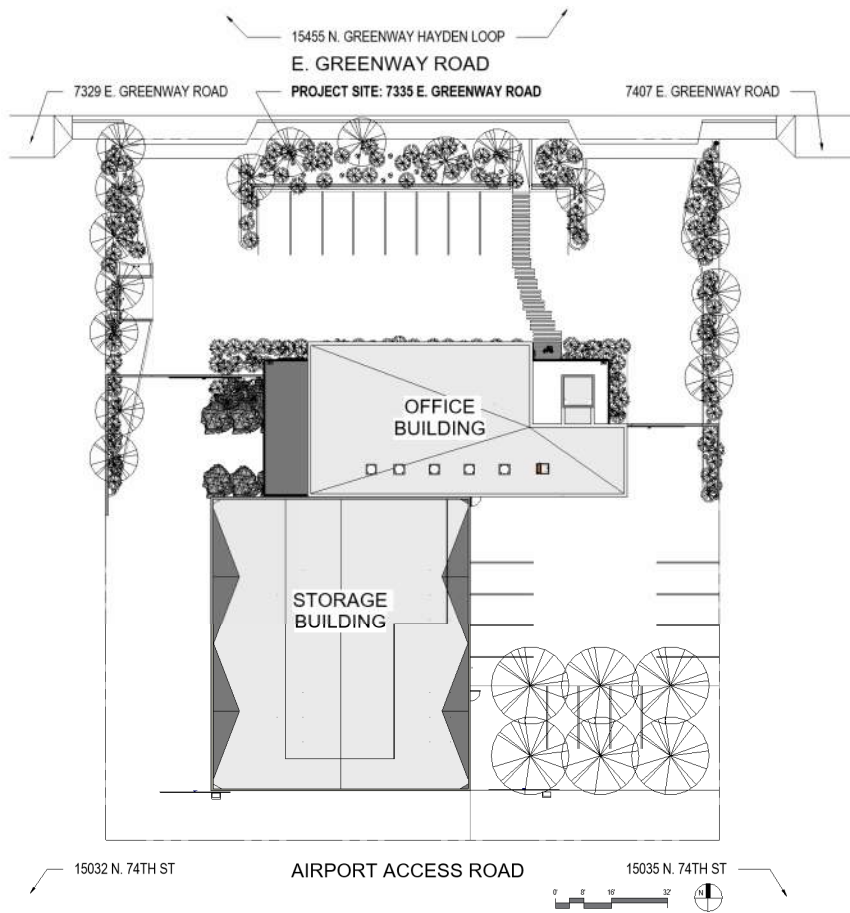 15455 N. GREENWAY HAYDEN LOOP
E. GREENWAY ROAD
7329 E. GREENWAY ROAD
PROJECT SITE: 7335 E. GREENWAY ROAD
7407 E. GREENWAY ROAD
OFFICE
BUILDING
STORAGE
BUILDING
15032 N. 74TH ST
AIRPORT ACCESS ROAD
15035 N. 74TH ST
0' 8' 16' 32'
N